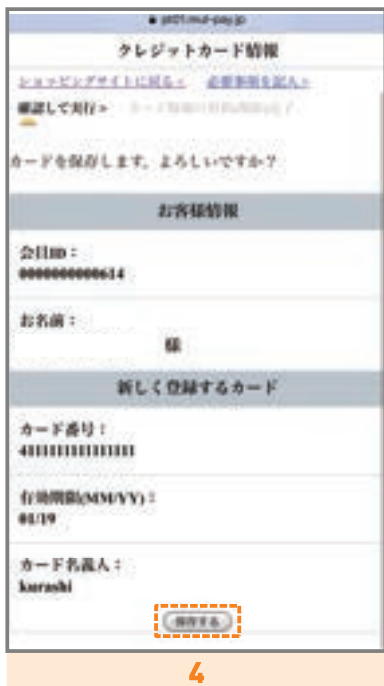 pt01.mul-pay.jp
クレジットカード情報
ショッピングサイトに戻る> 必要事項を記入>
確認して実行>
カードを保存します。よろしいですか?
お客様情報
会員ID:
0000000000614
お名前:
様
新しく登録するカード
カード番号:
4111111111111111
有効期限(MM/YY):
01/19
カード名義人:
kurashi
保存する
4